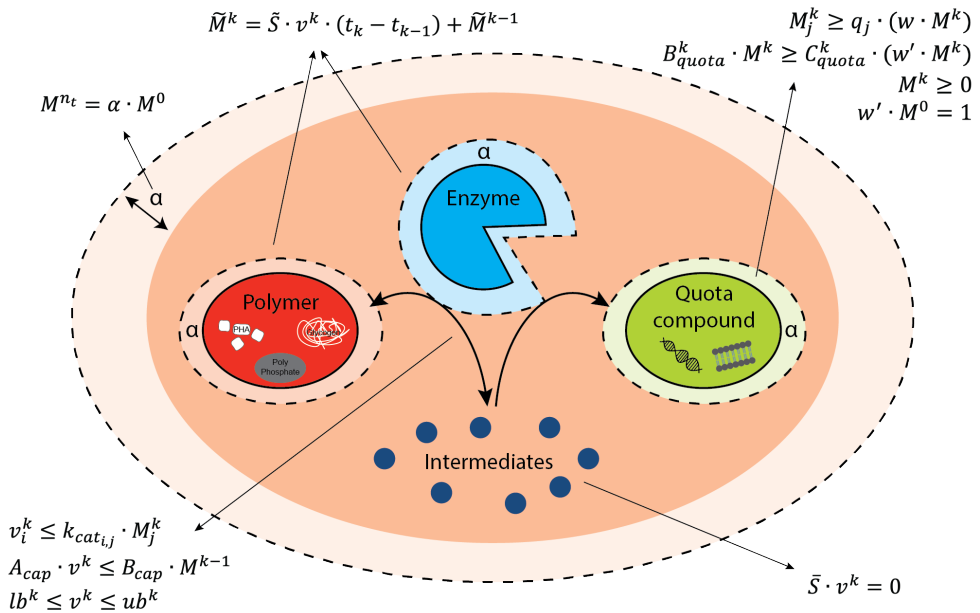 M̃^k = S̃ · v^k · (t_k − t_{k−1}) + M̃^{k−1}
M_j^k ≥ q_j · (w · M^k)
B_{quota}^k · M^k ≥ C_{quota}^k · (w′ · M^k)
M^k ≥ 0
w′ · M^0 = 1
M^{n_t} = α · M^0
α
α
Enzyme
Polymer
α
PHA
Glycogen
Poly
Phosphate
Quota
compound
α
Intermediates
v_i^k ≤ k_{cat_{i,j}} · M_j^k
A_{cap} · v^k ≤ B_{cap} · M^{k−1}
lb^k ≤ v^k ≤ ub^k
S̄ · v^k = 0